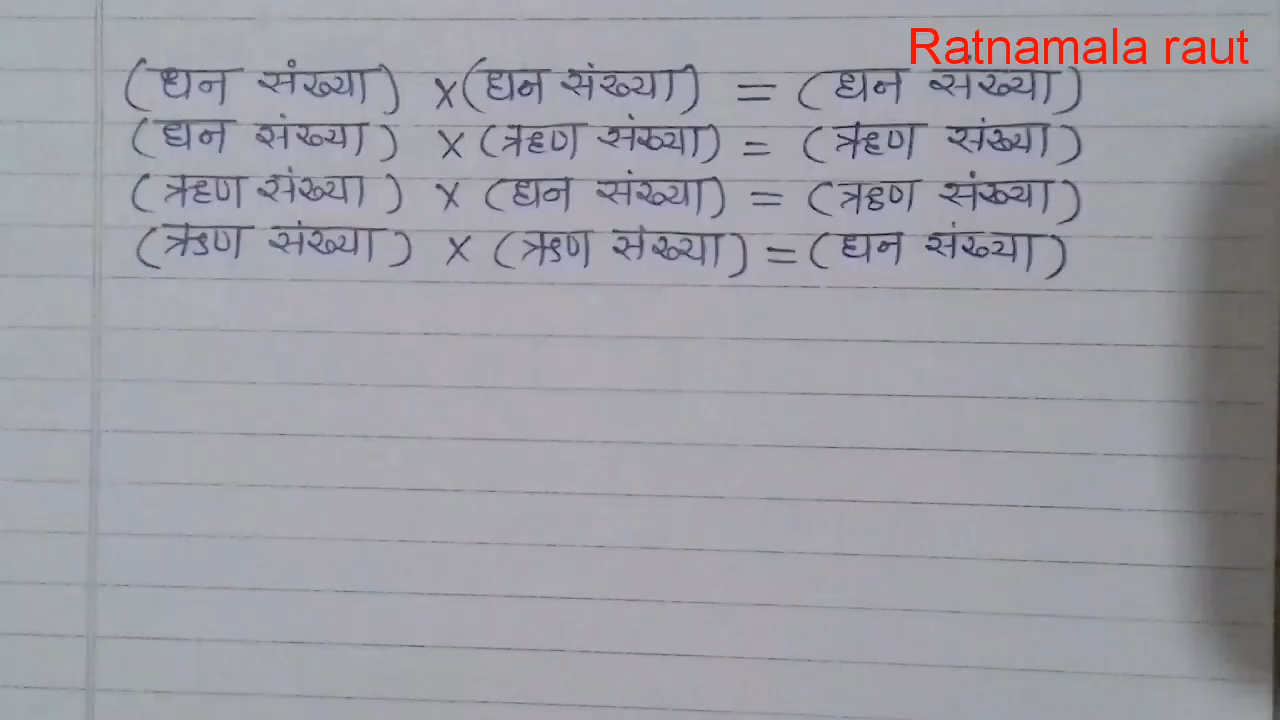 Ratnamala raut
(धन संख्या) × (धन संख्या) = (धन संख्या)
(धन संख्या) × (ऋण संख्या) = (ऋण संख्या)
(ऋण संख्या) × (धन संख्या) = (ऋण संख्या)
(ऋण संख्या) × (ऋण संख्या) = (धन संख्या)